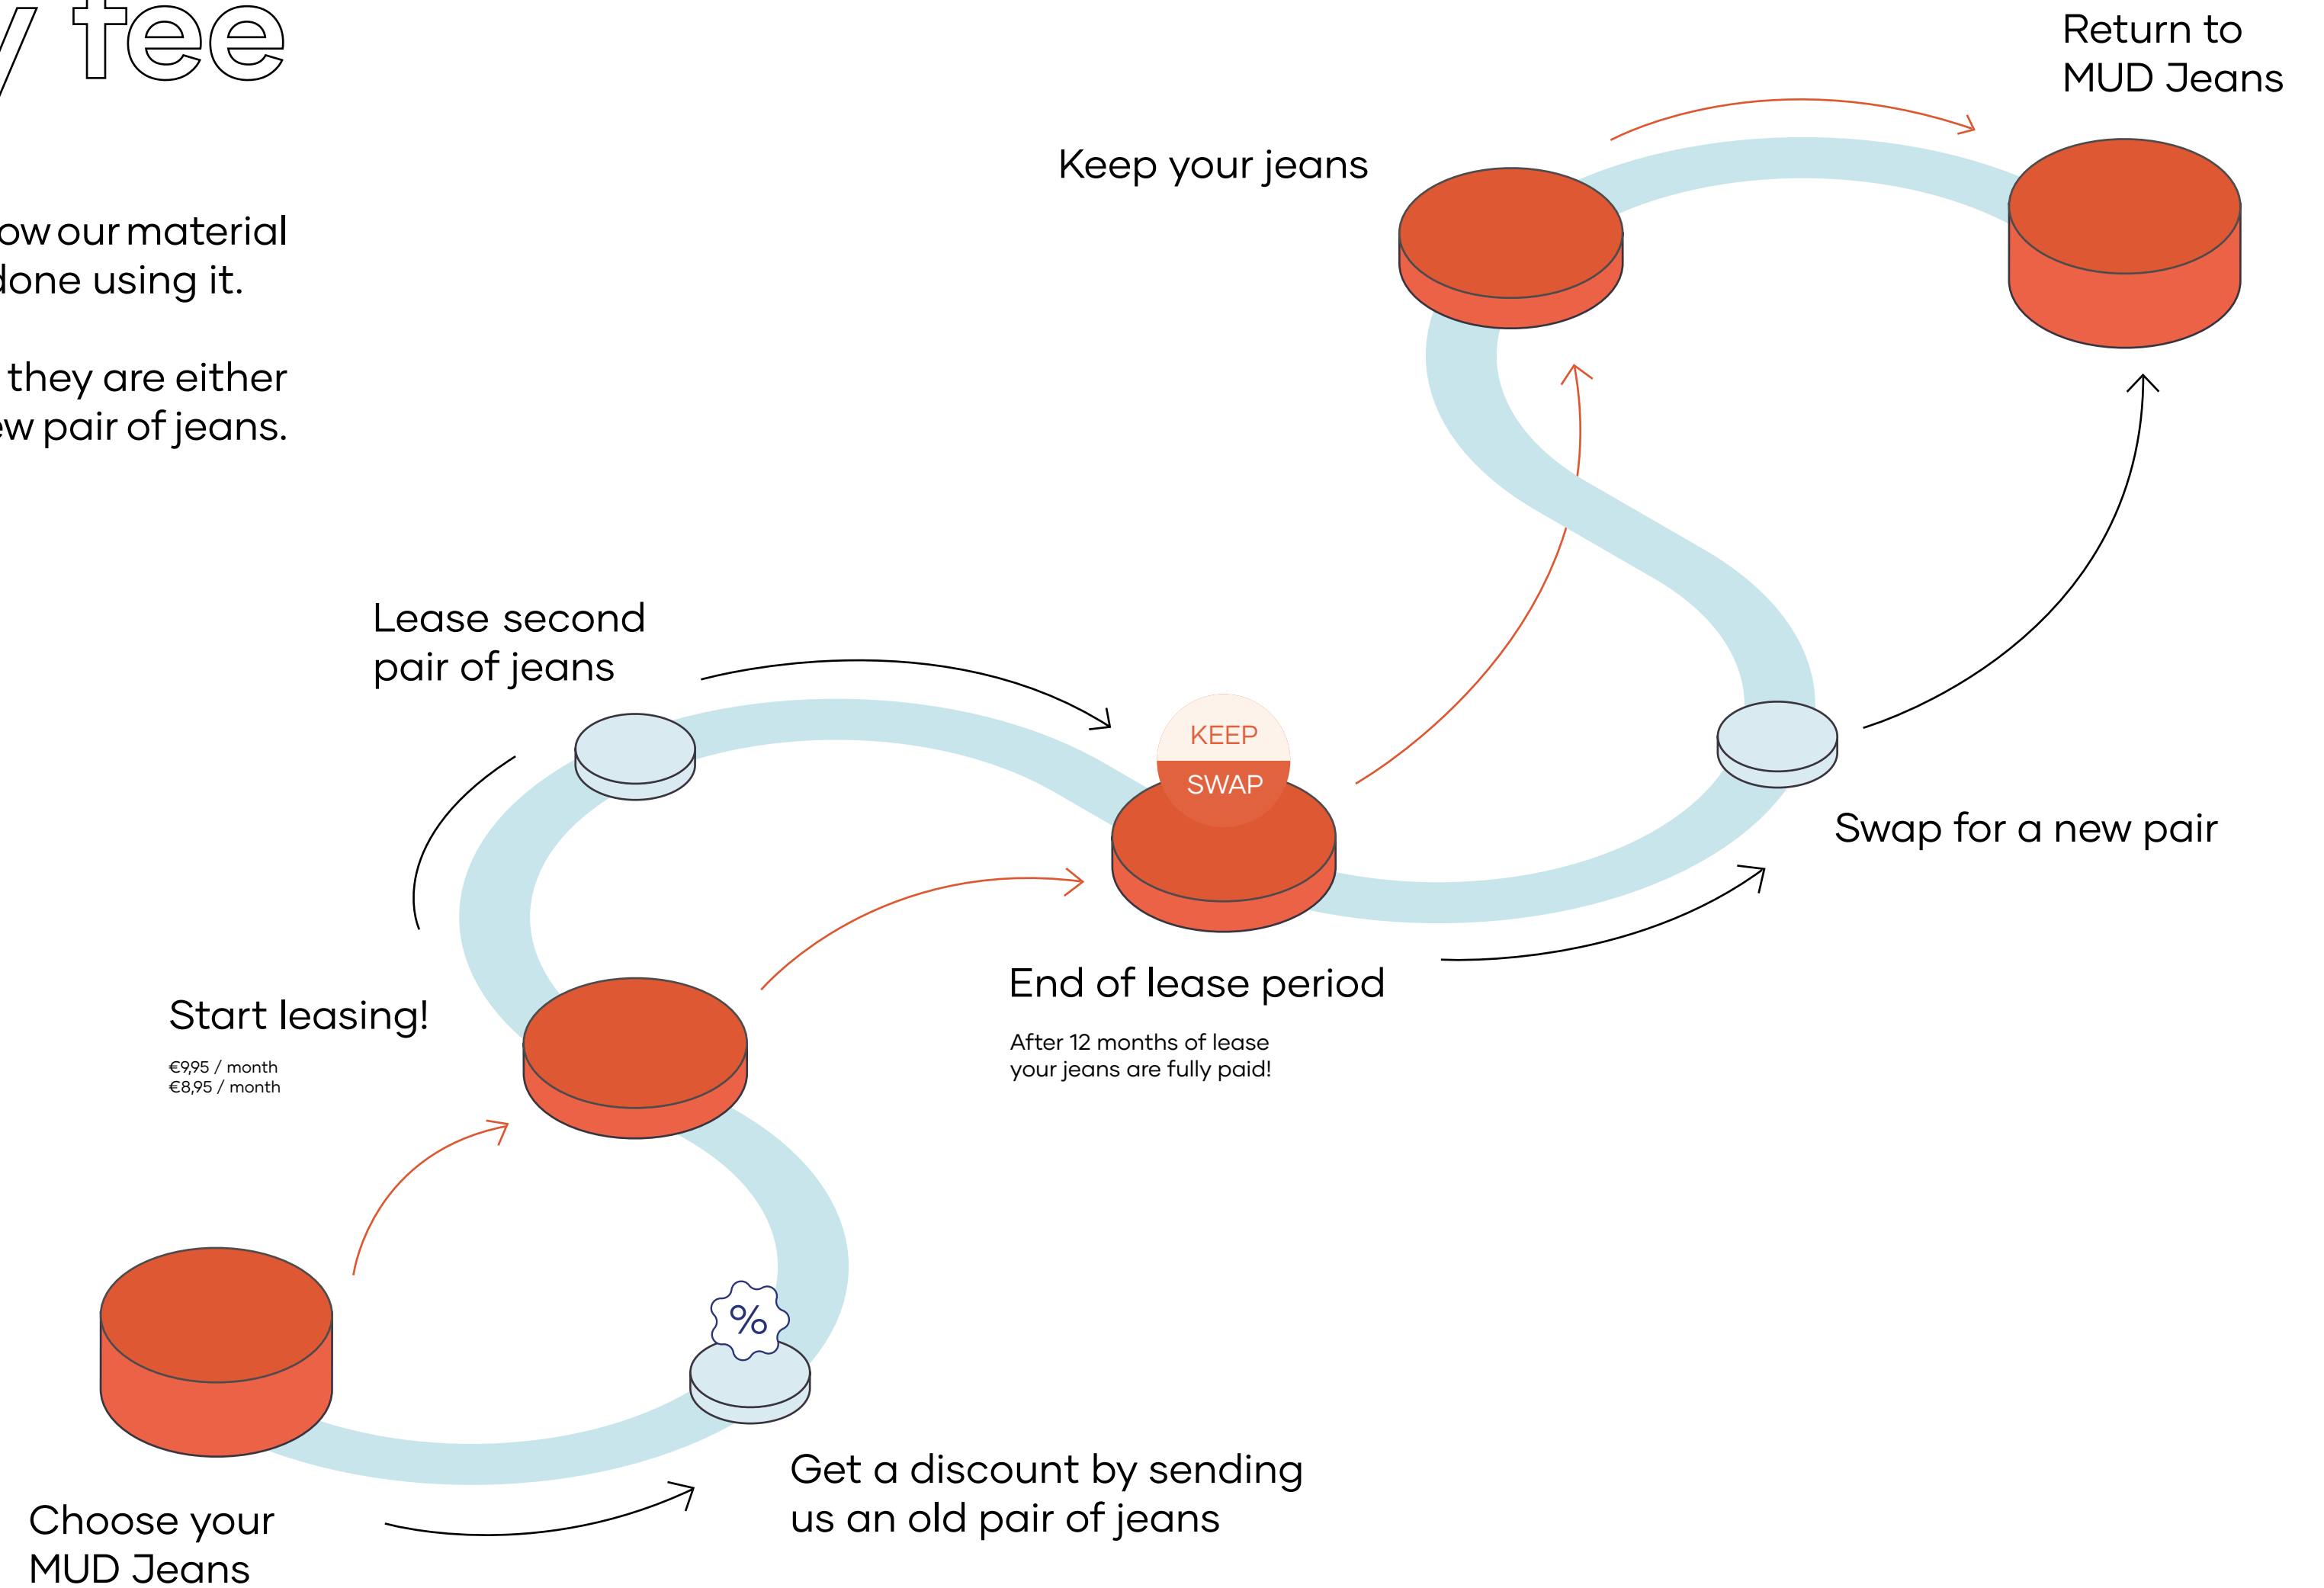 fee
our material
done using it.
they are either
pair of jeans.
Return to
MUD Jeans
Keep your jeans
Lease second
pair of jeans
KEEP
SWAP
Swap for a new pair
End of lease period
After 12 months of lease
your jeans are fully paid!
Start leasing!
€9,95 / month
€8,95 / month
%
Get a discount by sending
us an old pair of jeans
Choose your
MUD Jeans